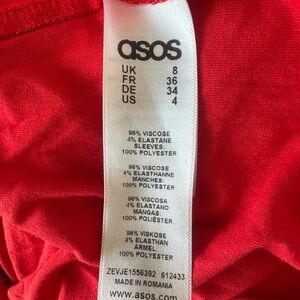 asos
UK 8
FR 36
DE 34
US 4
96% VISCOSE
4% ELASTANE
SLEEVES:
100% POLYESTER
96% VISCOSE
4% ELASTHANNE
MANCHES:
100% POLYESTER
96% VISCOSA
4% ELASTANO
MANGAS:
100% POLIÉSTER
96% VISKOSE
4% ELASTHAN
ÄRMEL:
100% POLYESTER
ZEVJE1556392 612433
MADE IN ROMANIA
www.asos.com